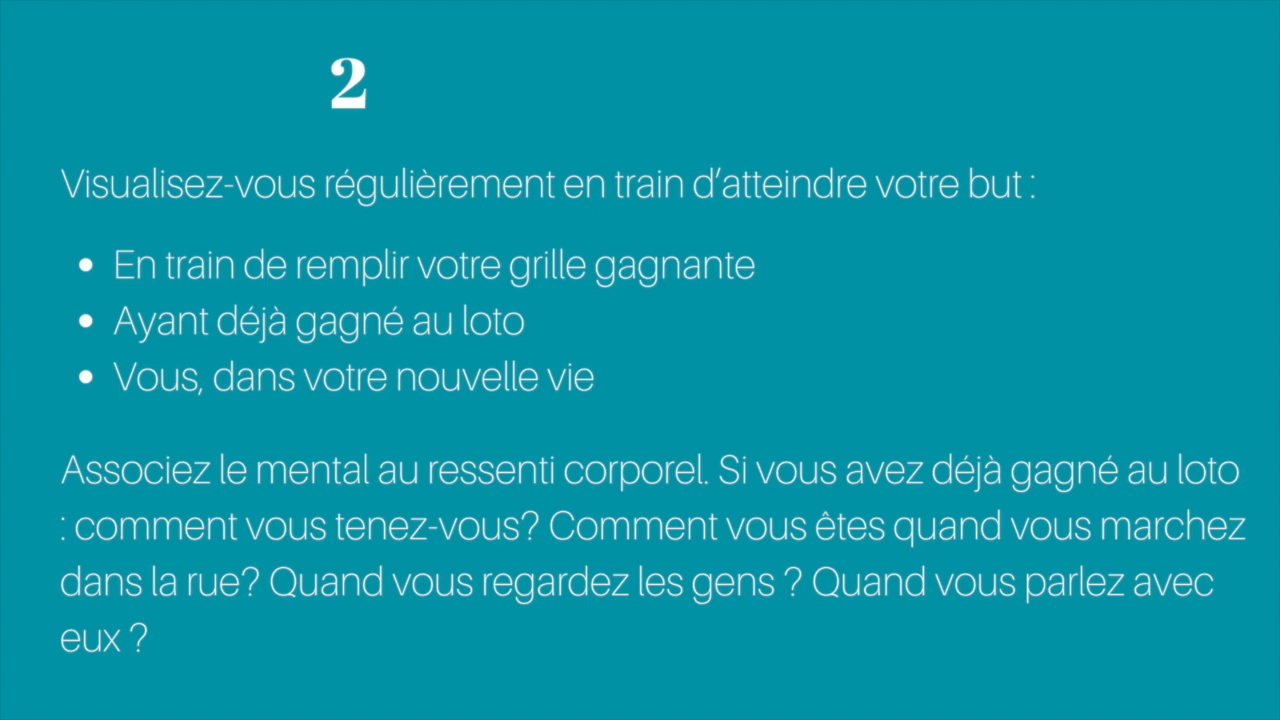 2
Visualisez-vous régulièrement en train d’atteindre votre but :
• En train de remplir votre grille gagnante
• Ayant déjà gagné au loto
• Vous, dans votre nouvelle vie
Associez le mental au ressenti corporel. Si vous avez déjà gagné au loto
: comment vous tenez-vous? Comment vous êtes quand vous marchez
dans la rue? Quand vous regardez les gens ? Quand vous parlez avec
eux ?